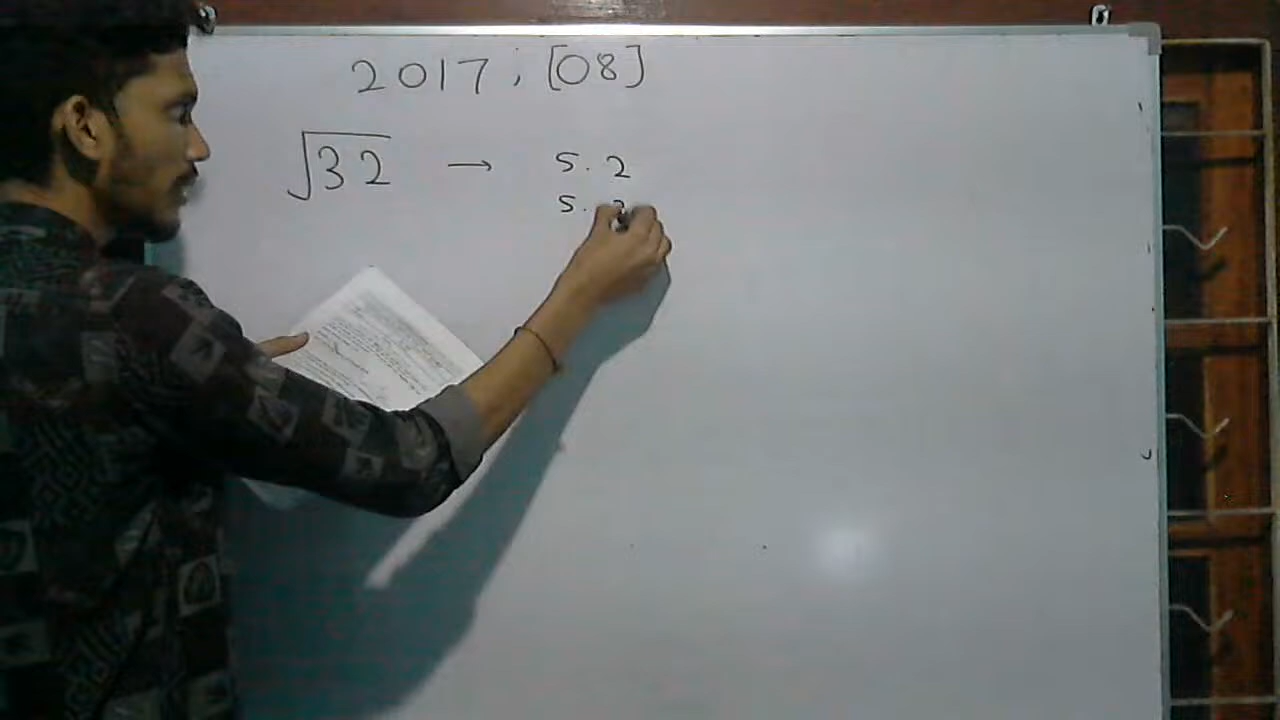 2017, [08]
√32 → 5.2
5.